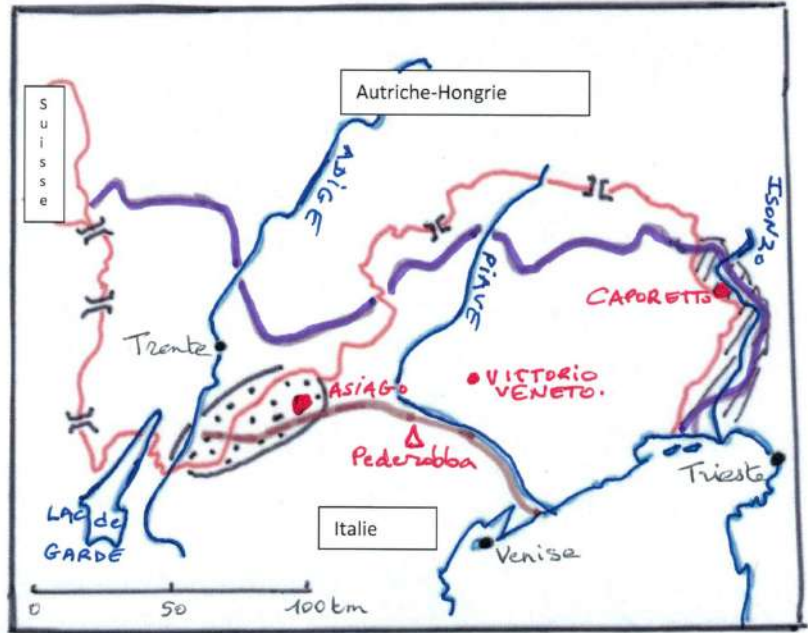 Suisse
Autriche-Hongrie
ADIGE
ISONZO
PIAVE
CAPORETTO
Trente
ASIAGO
VITTORIO
VENETO.
Pederobba
Trieste
LAC de
GARDE
Italie
Venise
0 50 100 km